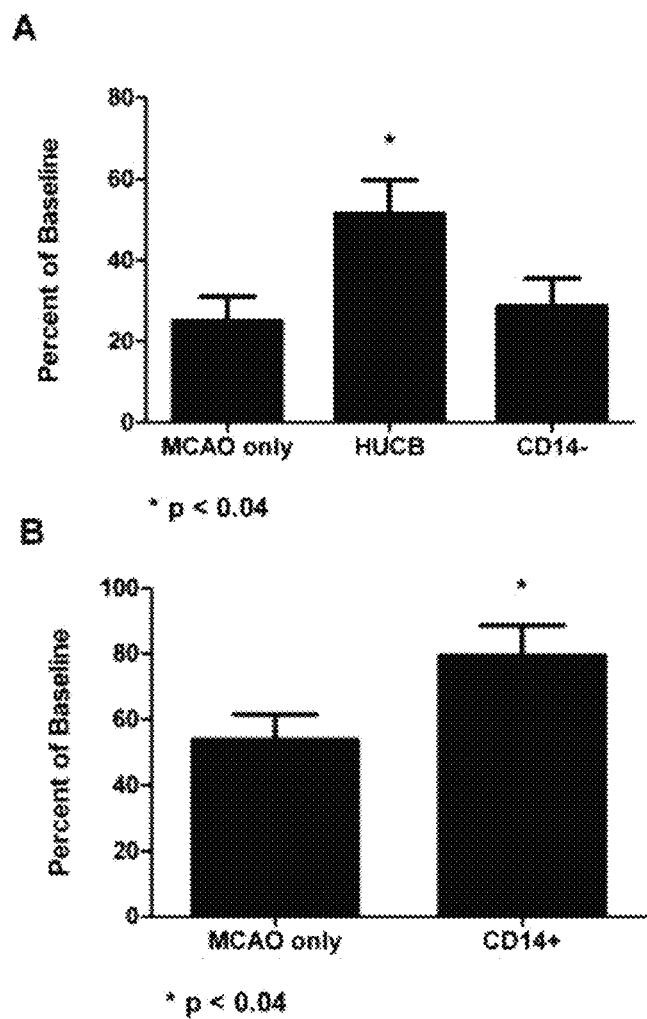 A
80
60
40
20
0
Percent of Baseline
*
MCAO only HUCB CD14-
* p < 0.04
B
100
80
60
40
20
0
Percent of Baseline
*
MCAO only CD14+
* p < 0.04